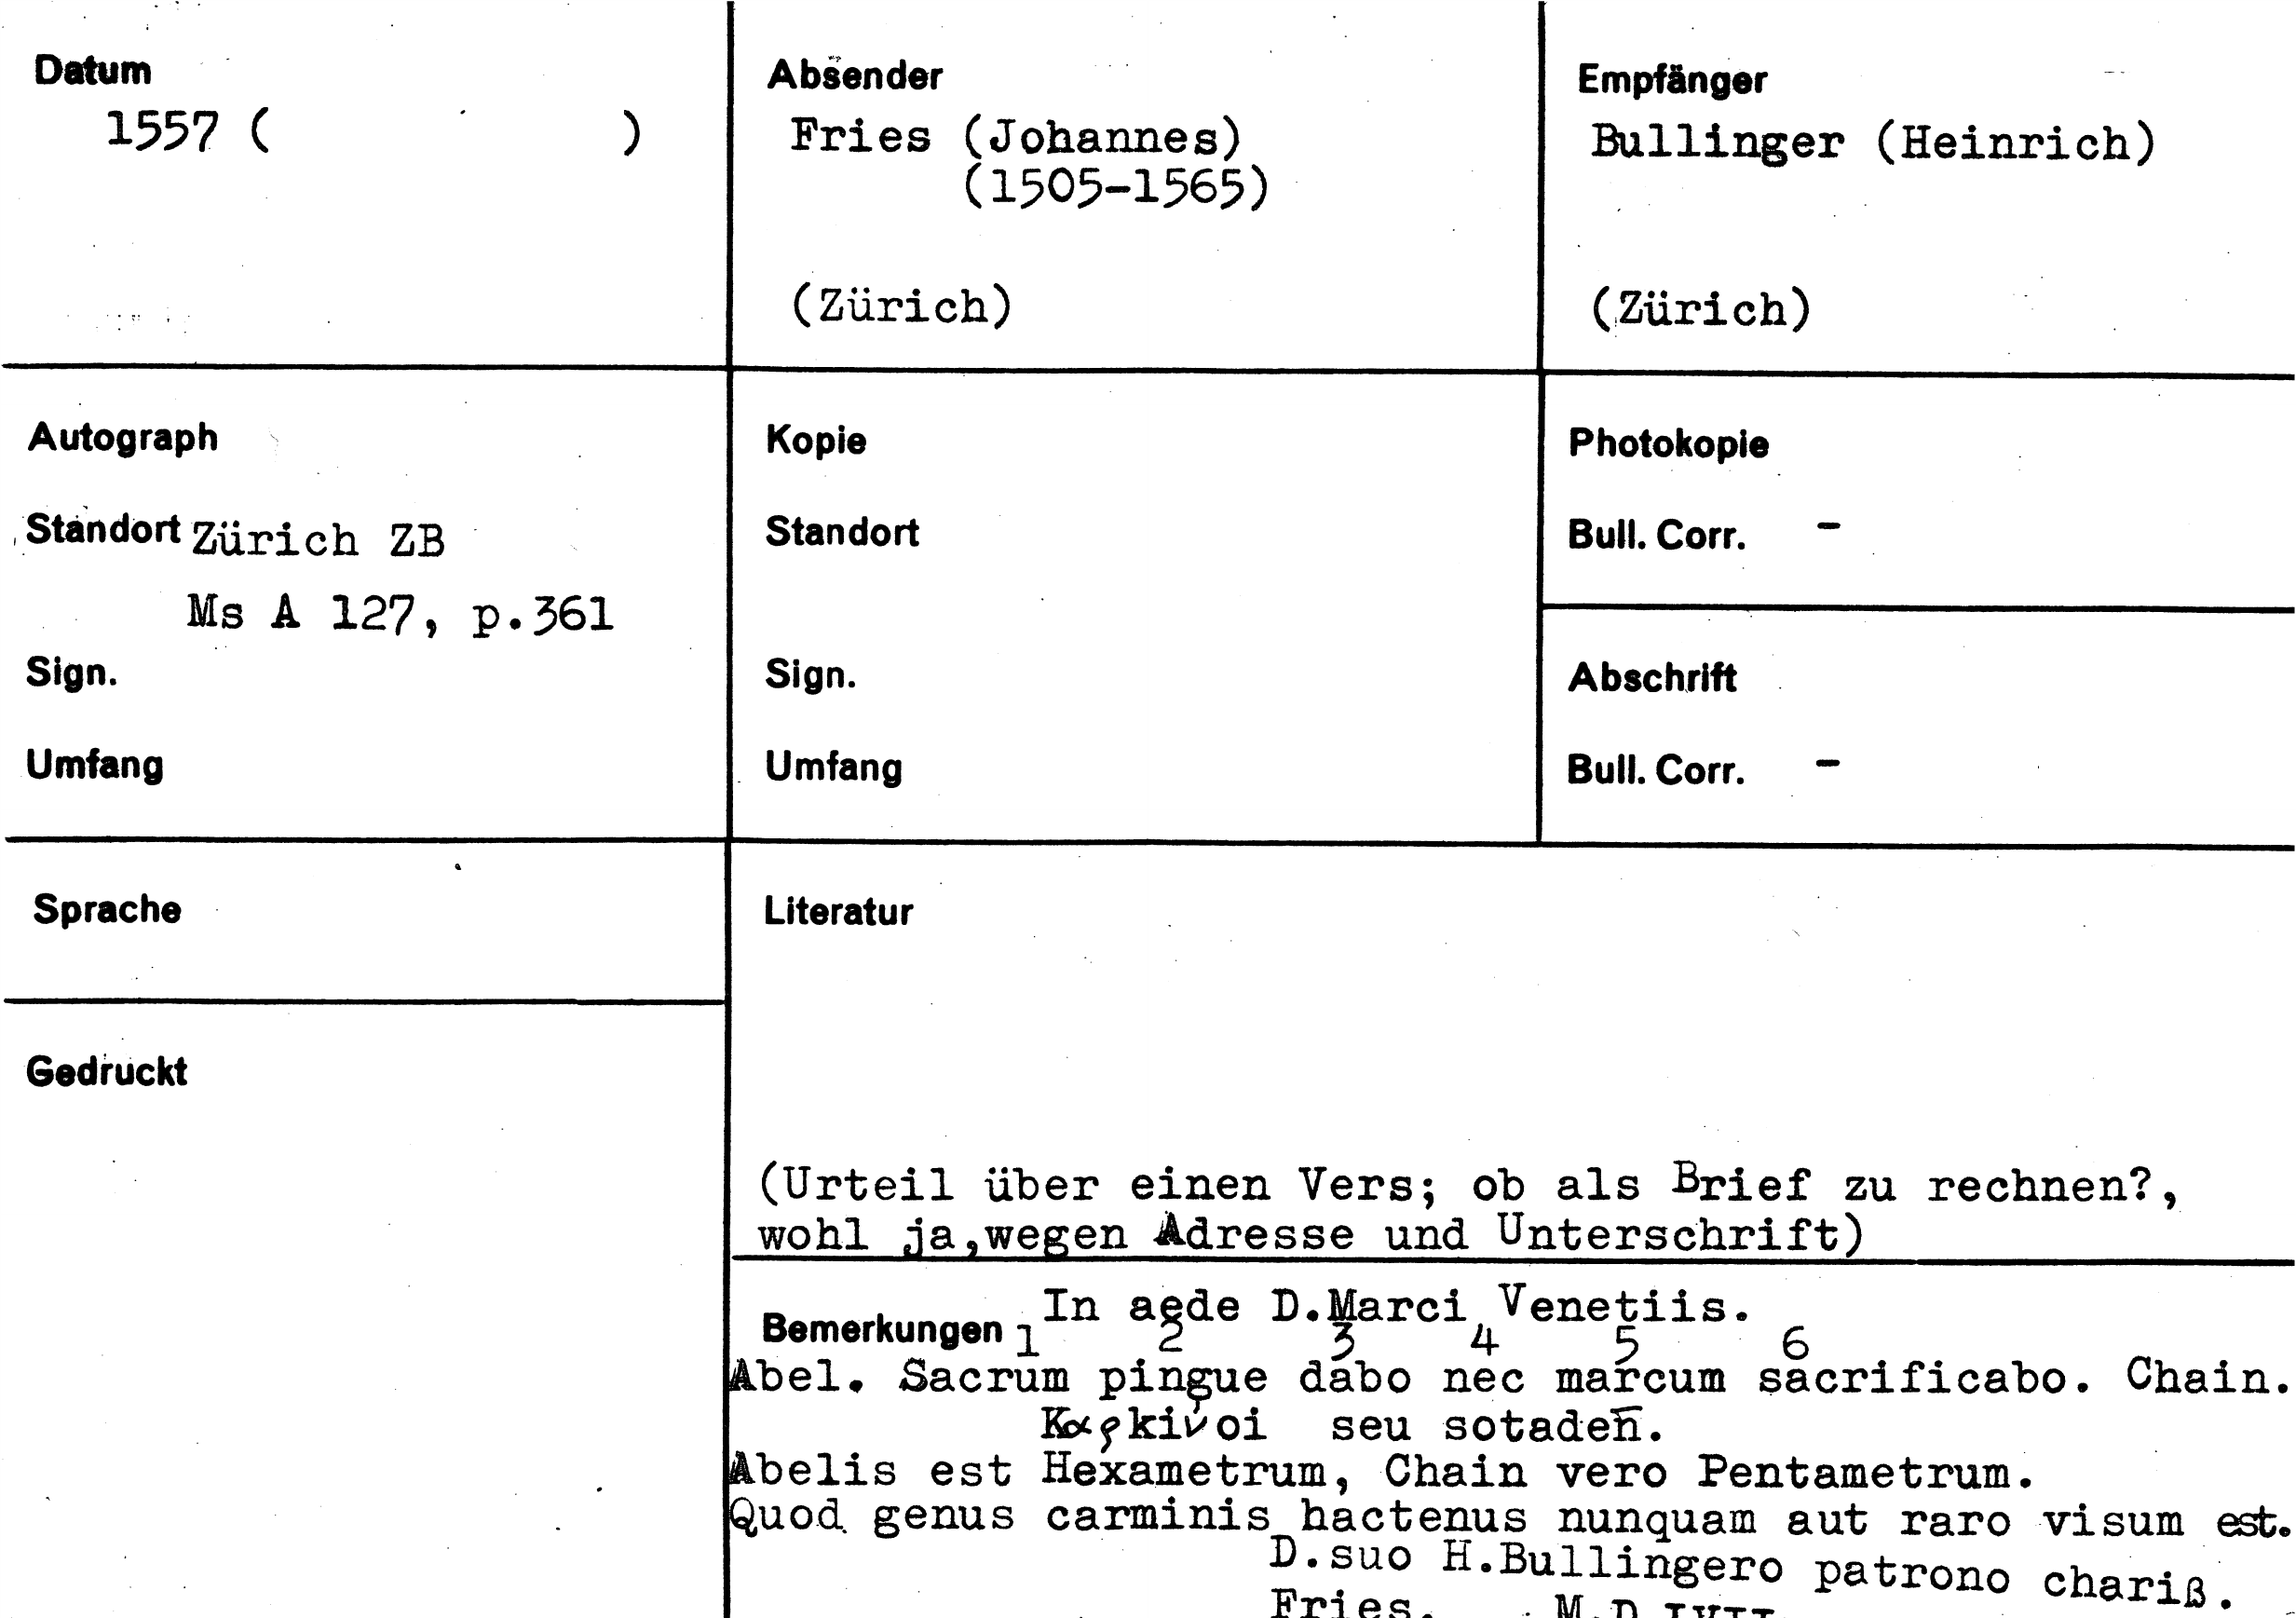 Datum
1557 ( )
Absender
Fries (Johannes)
(1505-1565)
(Zürich)
Empfänger
Bullinger (Heinrich)
(Zürich)
Autograph
Standort Zürich ZB
Ms A 127, p.361
Sign.
Umfang
Kopie
Standort
Sign.
Umfang
Photokopie
Bull. Corr. -
Abschrift
Bull. Corr. -
Sprache
Gedruckt
Literatur
(Urteil über einen Vers; ob als Brief zu rechnen?,
wohl ja,wegen Adresse und Unterschrift)
Bemerkungen
In aede D.Marci Venetiis.
1 2 3 4 5 6
Abel. Sacrum pingue dabo nec marcum sacrificabo. Chain.
Kαρkiνoi seu sotaden̅.
Abelis est Hexametrum, Chain vero Pentametrum.
Quod genus carminis hactenus nunquam aut raro visum est.
D.suo H.Bullingero patrono chariß.
Fries. M.D.LVII